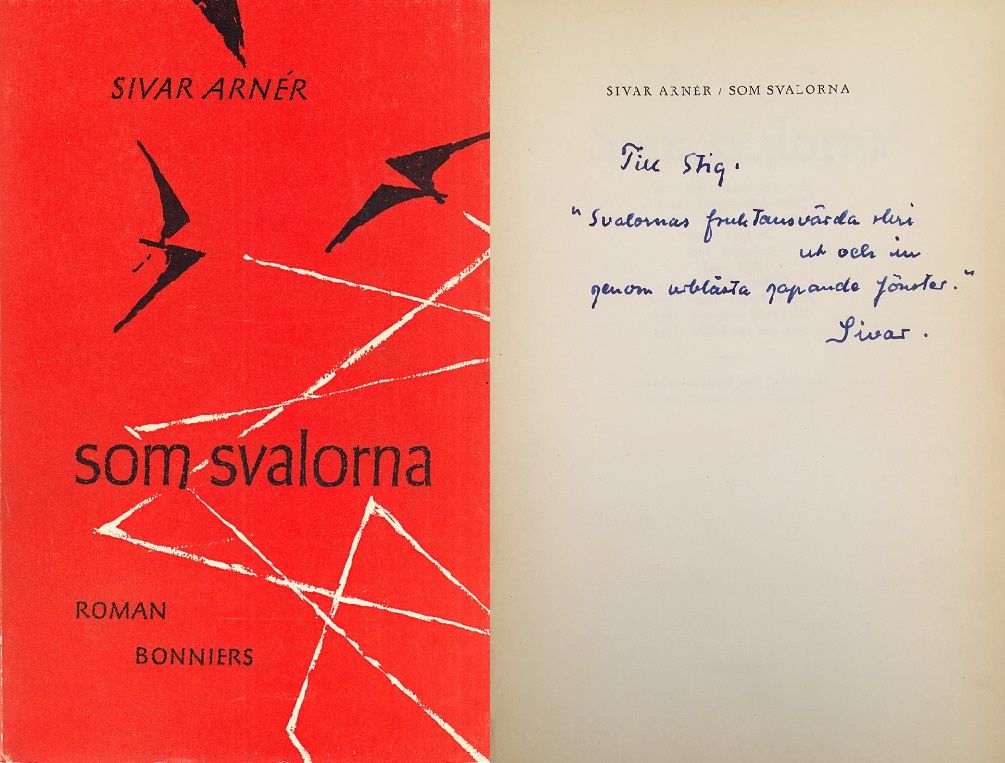 SIVAR ARNÉR
som svalorna
ROMAN
BONNIERS
SIVAR ARNÉR / SOM SVALORNA
Till Stig.
"Svalornas fruktansvärda skri
ut och in
genom urblåsta gapande fönster."
Sivar.